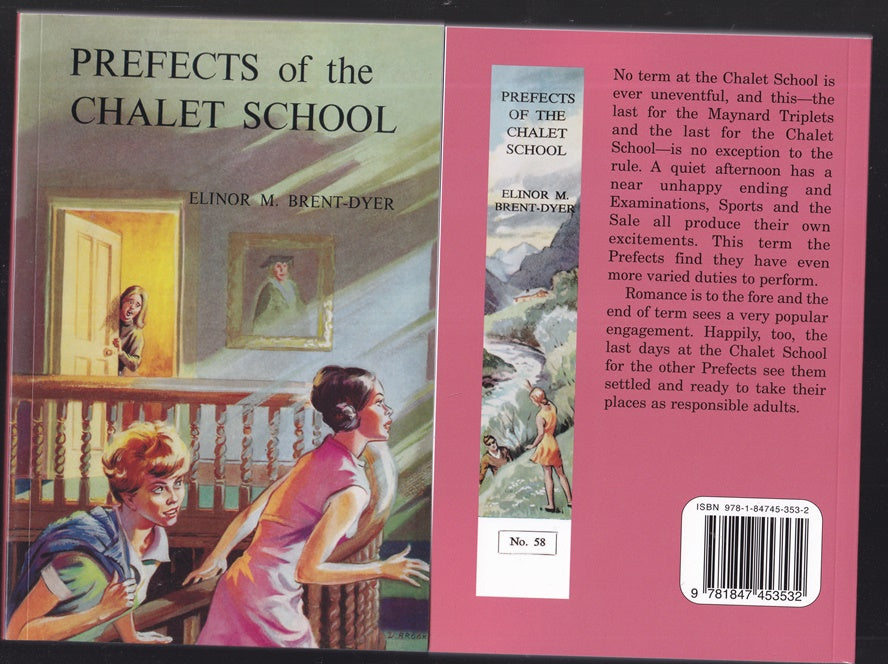 PREFECTS of the
CHALET SCHOOL
ELINOR M. BRENT-DYER
D. BROOK
PREFECTS
OF THE
CHALET
SCHOOL
ELINOR M.
BRENT-DYER
No. 58
No term at the Chalet School is
ever uneventful, and this—the
last for the Maynard Triplets
and the last for the Chalet
School—is no exception to the
rule. A quiet afternoon has a
near unhappy ending and
Examinations, Sports and the
Sale all produce their own
excitements. This term the
Prefects find they have even
more varied duties to perform.
Romance is to the fore and the
end of term sees a very popular
engagement. Happily, too, the
last days at the Chalet School
for the other Prefects see them
settled and ready to take their
places as responsible adults.
ISBN 978-1-84745-353-2
9 781847 453532